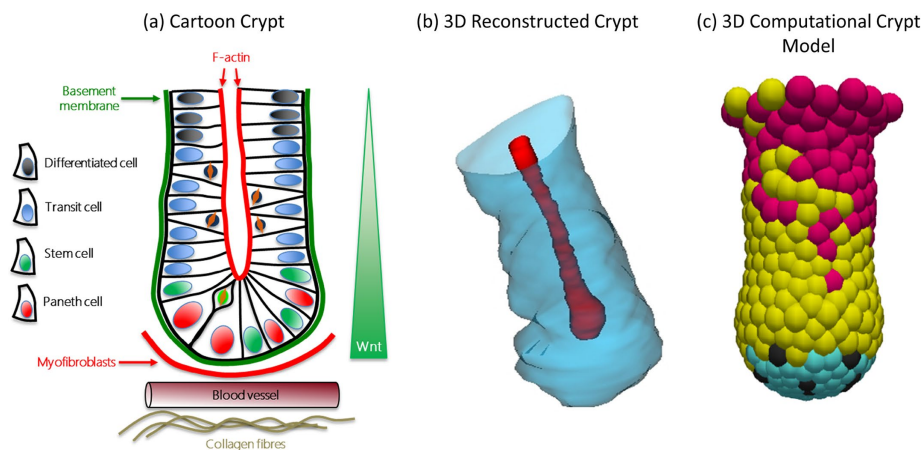 (a) Cartoon Crypt
(b) 3D Reconstructed Crypt
(c) 3D Computational Crypt
Model
F-actin
Basement
membrane
Differentiated cell
Transit cell
Stem cell
Paneth cell
Wnt
Myofibroblasts
Blood vessel
Collagen fibres